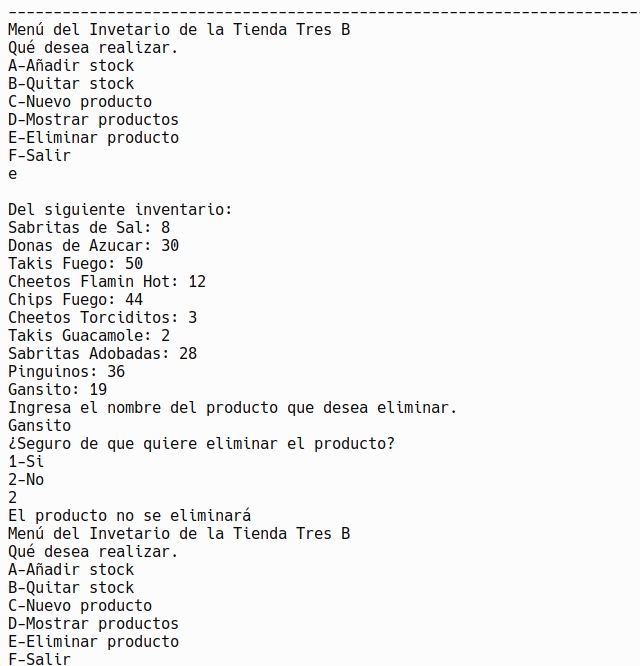 Menú del Invetario de la Tienda Tres B
Qué desea realizar.
A-Añadir stock
B-Quitar stock
C-Nuevo producto
D-Mostrar productos
E-Eliminar producto
F-Salir
e
Del siguiente inventario:
Sabritas de Sal: 8
Donas de Azucar: 30
Takis Fuego: 50
Cheetos Flamin Hot: 12
Chips Fuego: 44
Cheetos Torciditos: 3
Takis Guacamole: 2
Sabritas Adobadas: 28
Pinguinos: 36
Gansito: 19
Ingresa el nombre del producto que desea eliminar.
Gansito
¿Seguro de que quiere eliminar el producto?
1-Si
2-No
2
El producto no se eliminará
Menú del Invetario de la Tienda Tres B
Qué desea realizar.
A-Añadir stock
B-Quitar stock
C-Nuevo producto
D-Mostrar productos
E-Eliminar producto
F-Salir